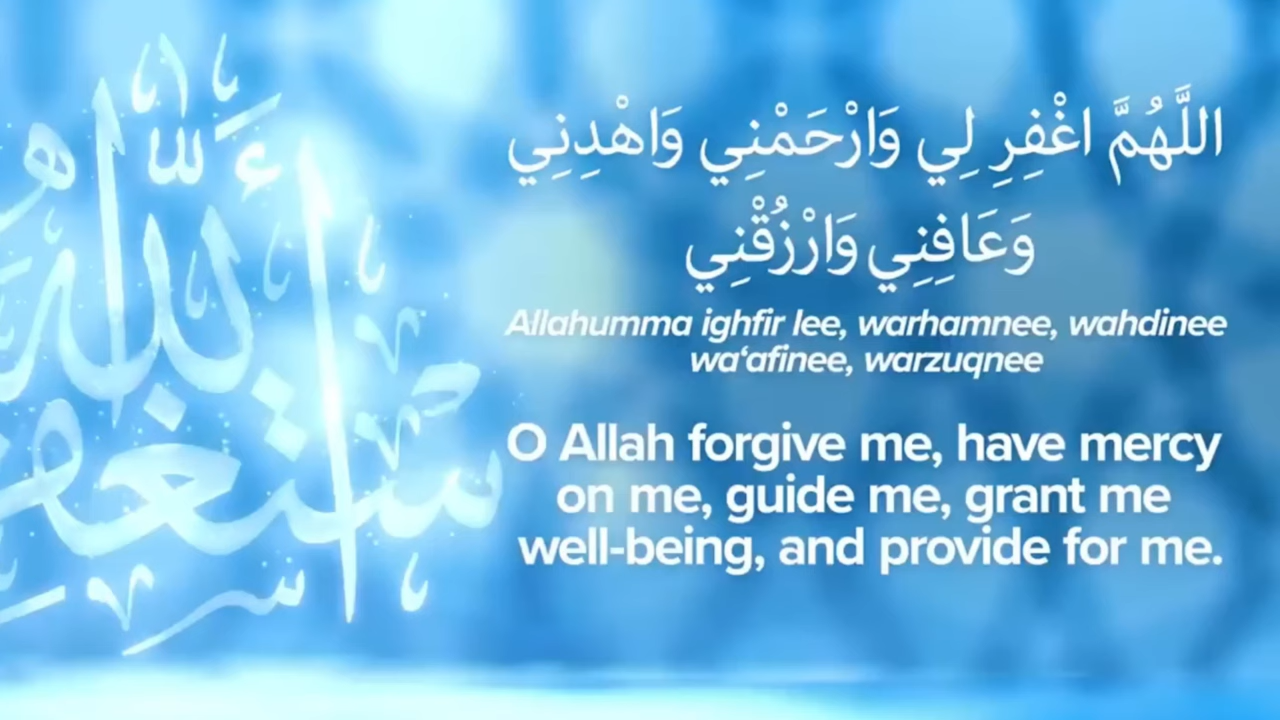 اللَّهُمَّ اغْفِرِ لِي وَارْحَمْنِي وَاهْدِنِي
وَعَافِنِي وَارْزُقْنِي
Allahumma ighfir lee, warhamnee, wahdinee
wa‘afinee, warzuqnee
O Allah forgive me, have mercy
on me, guide me, grant me
well-being, and provide for me.